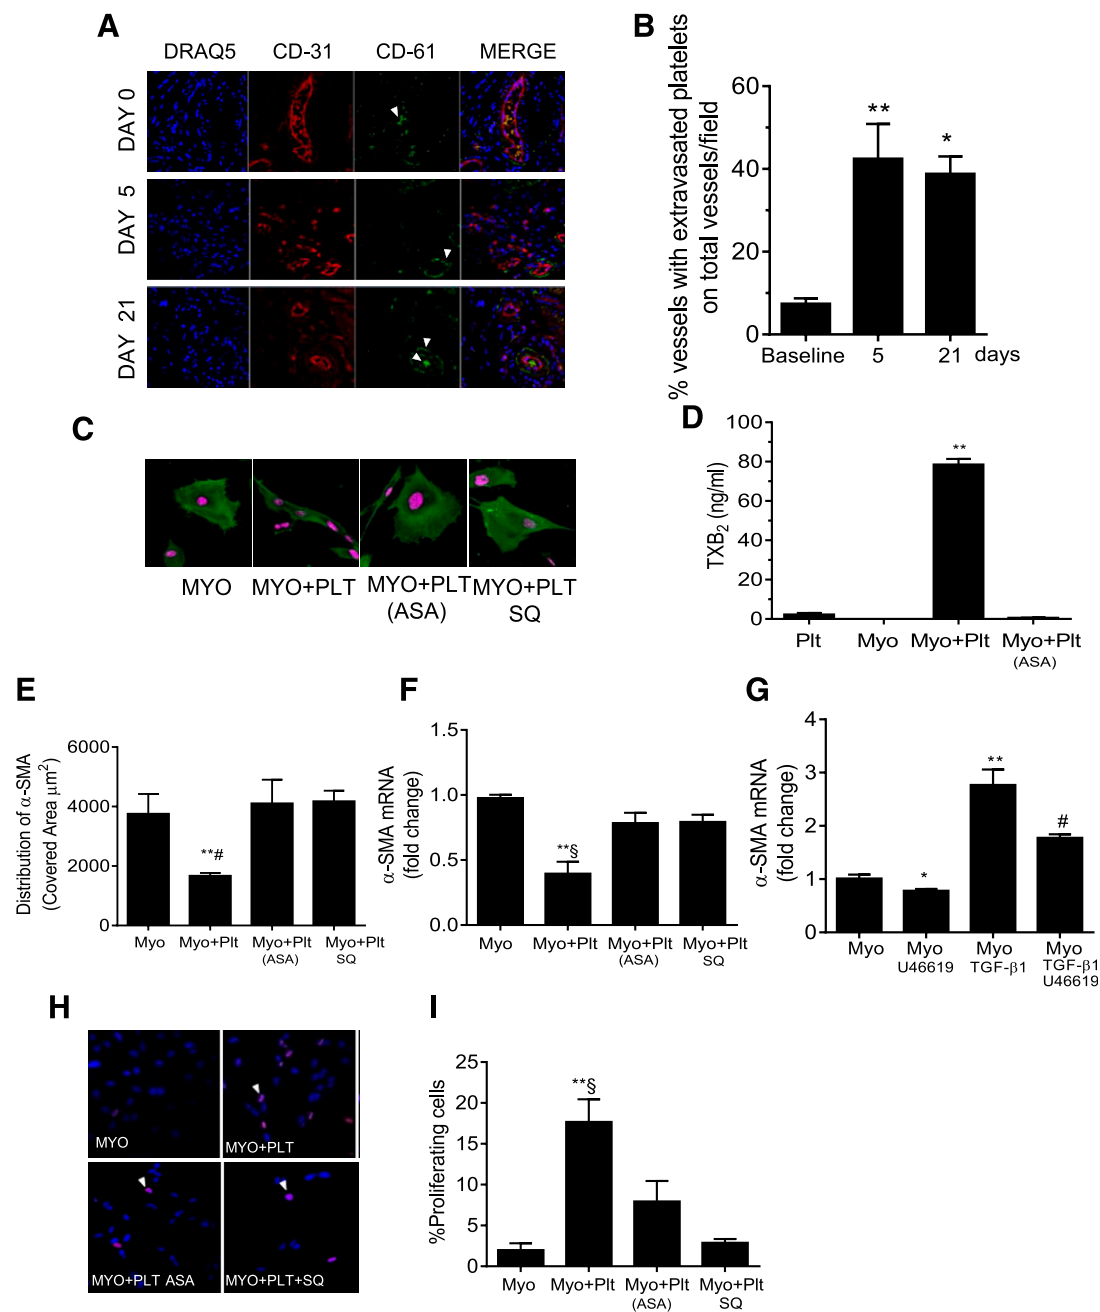 A
DRAQ5 CD-31 CD-61 MERGE
DAY 0
DAY 5
DAY 21
B
% vessels with extravasated platelets
on total vessels/field
60
40
20
0
Baseline 5 21 days
C
MYO MYO+PLT MYO+PLT MYO+PLT
(ASA) SQ
D
TXB2 (ng/ml)
100
80
60
40
20
0
**
Plt Myo Myo+Plt Myo+Plt
(ASA)
E
Distribution of α-SMA
(Covered Area µm²)
6000
4000
2000
0
**#
Myo Myo+Plt Myo+Plt Myo+Plt
(ASA) SQ
F
α-SMA mRNA
(fold change)
1.5
1.0
0.5
0.0
**§
Myo Myo+Plt Myo+Plt Myo+Plt
(ASA) SQ
G
α-SMA mRNA
(fold change)
4
3
2
1
0
* ** #
Myo Myo Myo Myo
U46619 TGF-β1 TGF-β1
U46619
H
MYO
MYO+PLT
MYO+PLT ASA
MYO+PLT+SQ
I
%Proliferating cells
25
20
15
10
5
0
**§
Myo Myo+Plt Myo+Plt Myo+Plt
(ASA) SQ
** *